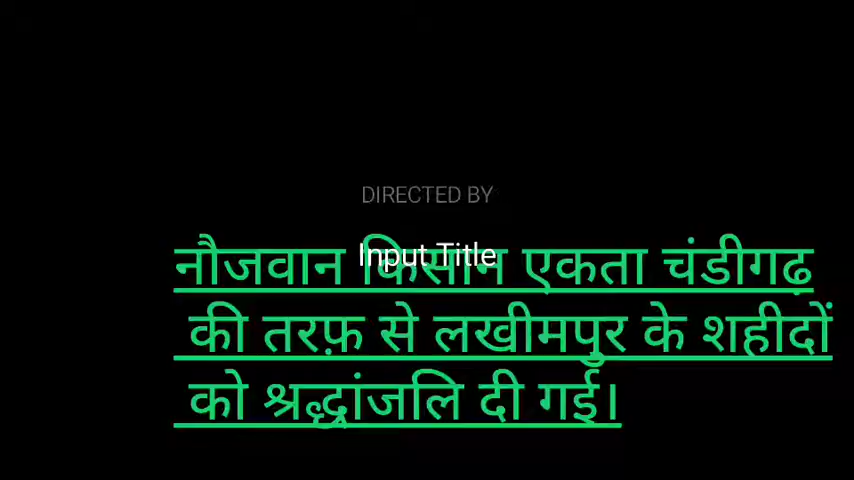 DIRECTED BY
Input Title
नौजवान किसान एकता चंडीगढ़
की तरफ़ से लखीमपुर के शहीदों
को श्रद्धांजलि दी गई।